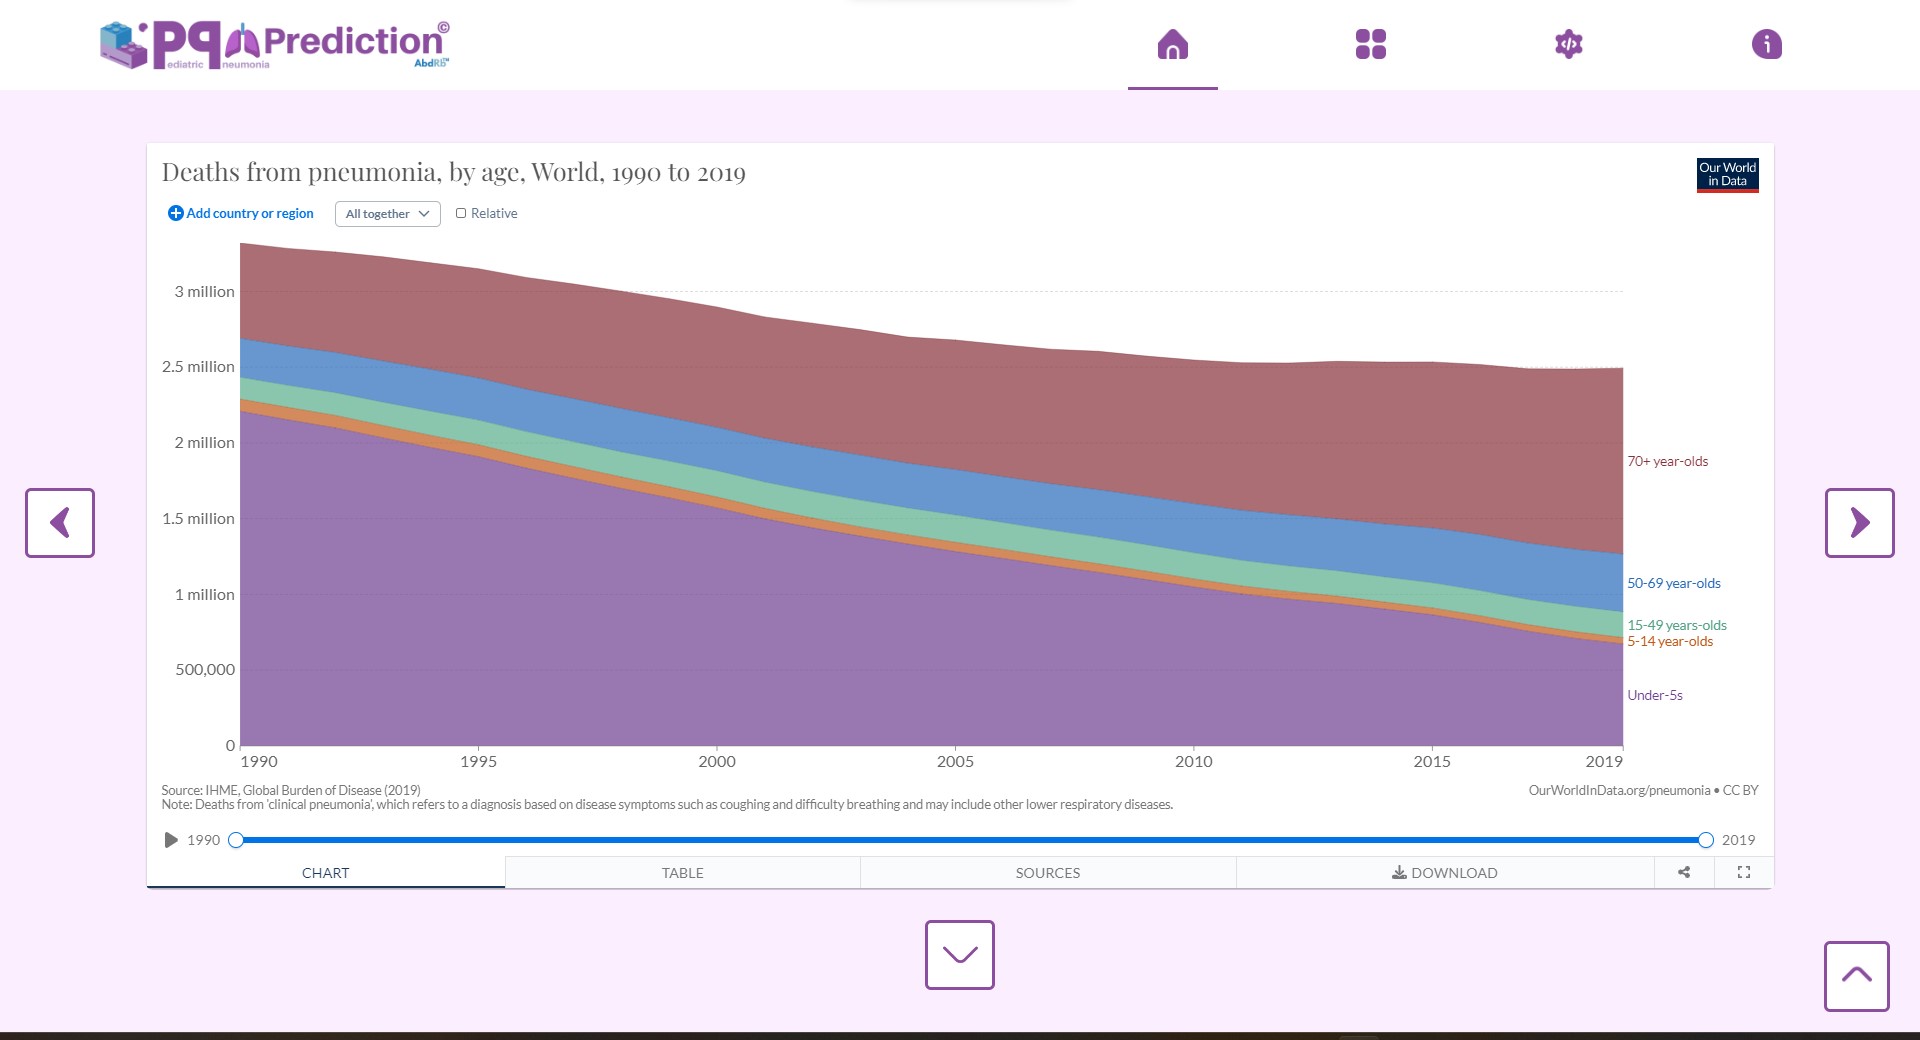 pq Prediction©
ediatric neumonia
AbdRb™
Deaths from pneumonia, by age, World, 1990 to 2019
Our World
in Data
Add country or region
All together
Relative
3 million
2.5 million
2 million
1.5 million
1 million
500,000
0
70+ year-olds
50-69 year-olds
15-49 years-olds
5-14 year-olds
Under-5s
1990 1995 2000 2005 2010 2015 2019
Source: IHME, Global Burden of Disease (2019)
OurWorldInData.org/pneumonia • CC BY
Note: Deaths from 'clinical pneumonia', which refers to a diagnosis based on disease symptoms such as coughing and difficulty breathing and may include other lower respiratory diseases.
1990 2019
CHART TABLE SOURCES DOWNLOAD